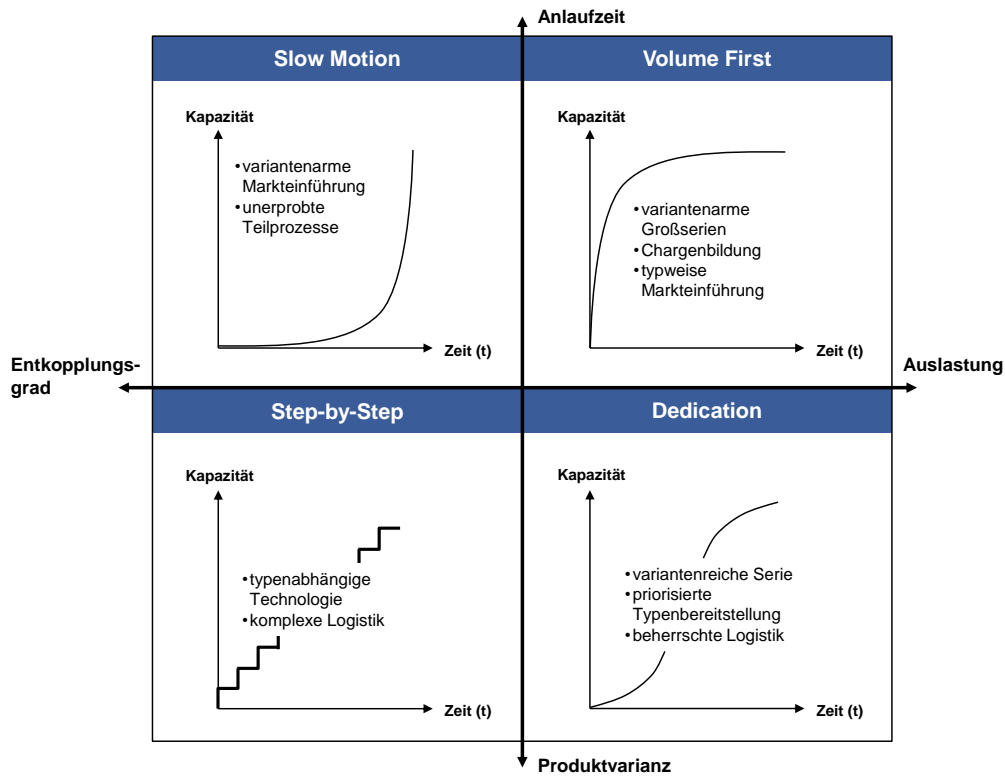 Anlaufzeit
Slow Motion
Volume First
Kapazität
•variantenarme
Markteinführung
•unerprobte
Teilprozesse
Zeit (t)
Kapazität
•variantenarme
Großserien
•Chargenbildung
•typweise
Markteinführung
Zeit (t)
Entkopplungs-
grad
Auslastung
Step-by-Step
Dedication
Kapazität
•typenabhängige
Technologie
•komplexe Logistik
Zeit (t)
Kapazität
•variantenreiche Serie
•priorisierte
Typenbereitstellung
•beherrschte Logistik
Zeit (t)
Produktvarianz